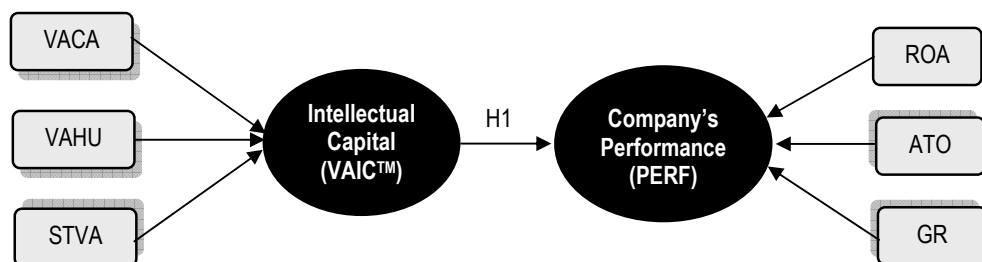 VACA
VAHU
STVA
Intellectual
Capital
(VAIC™)
H1
Company's
Performance
(PERF)
ROA
ATO
GR